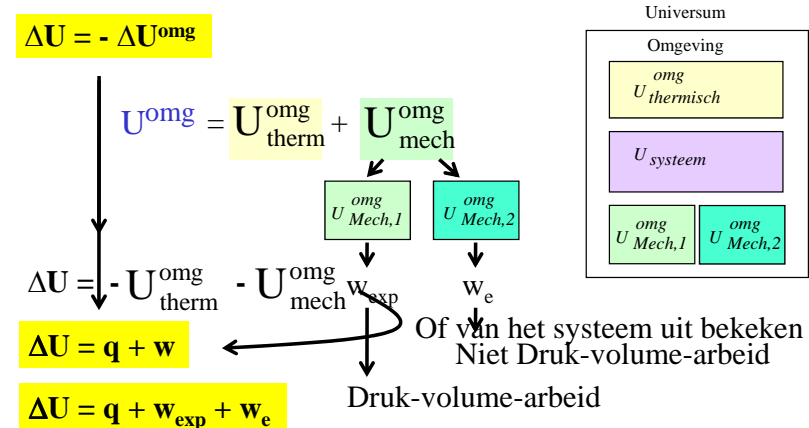 ΔU = - ΔU^omg
U^omg = U^omg_therm + U^omg_mech
U^omg_Mech,1
U^omg_Mech,2
ΔU = - U^omg_therm - U^omg_mech w_exp
w_e
Of van het systeem uit bekeken
ΔU = q + w
Niet Druk-volume-arbeid
Druk-volume-arbeid
ΔU = q + w_exp + w_e
Universum
Omgeving
U^omg_thermisch
U_systeem
U^omg_Mech,1
U^omg_Mech,2